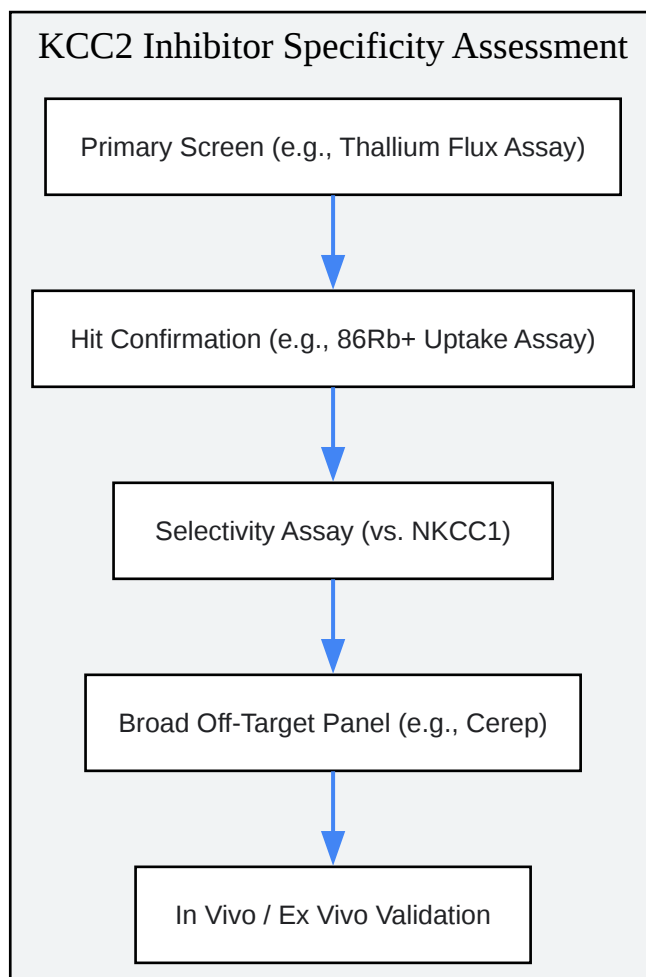 KCC2 Inhibitor Specificity Assessment
Primary Screen (e.g., Thallium Flux Assay)
Hit Confirmation (e.g., 86Rb+ Uptake Assay)
Selectivity Assay (vs. NKCC1)
Broad Off-Target Panel (e.g., Cerep)
In Vivo / Ex Vivo Validation